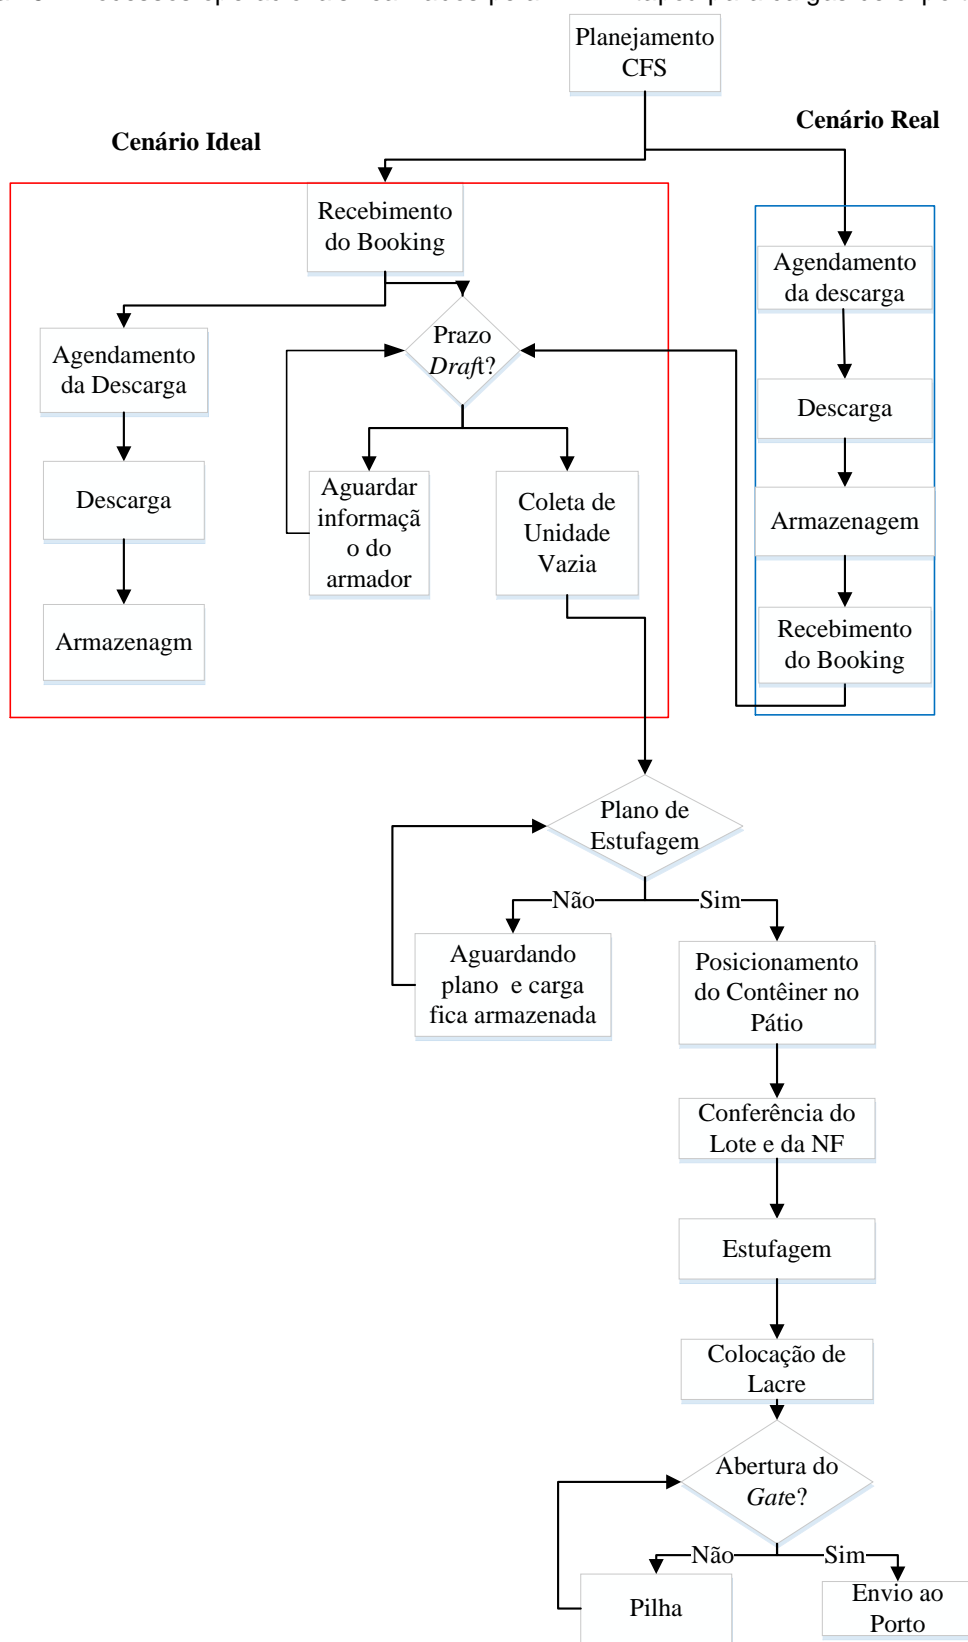 Planejamento
CFS
Cenário Real
Cenário Ideal
Recebimento
do Booking
Agendamento
da descarga
Prazo
Draft?
Agendamento
da Descarga
Descarga
Descarga
Aguardar
informaçã
o do
armador
Coleta de
Unidade
Vazia
Armazenagem
Armazenagm
Recebimento
do Booking
Plano de
Estufagem
Não
Sim
Aguardando
plano e carga
fica armazenada
Posicionamento
do Contêiner no
Pátio
Conferência do
Lote e da NF
Estufagem
Colocação de
Lacre
Abertura do
Gate?
Não
Sim
Pilha
Envio ao
Porto